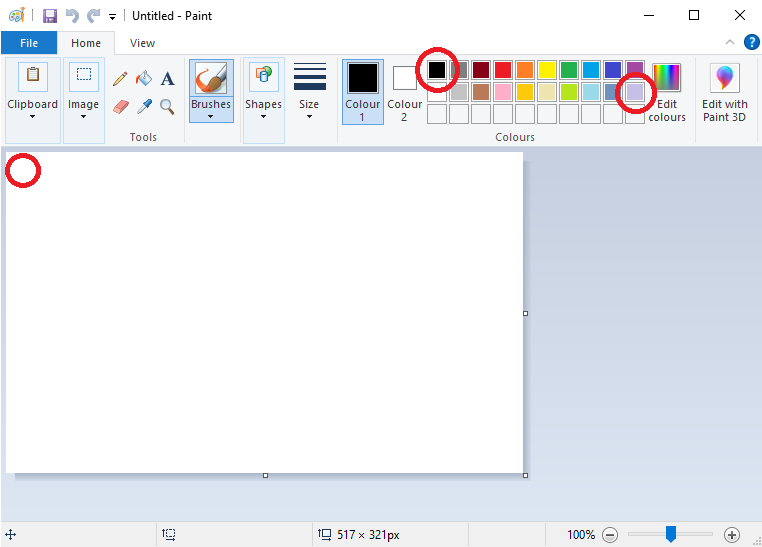 Untitled - Paint
File Home View
Clipboard
Image
Tools
Brushes
Shapes
Size
Colour
1
Colour
2
Edit
colours
Colours
Edit with
Paint 3D
517 × 321px
100%